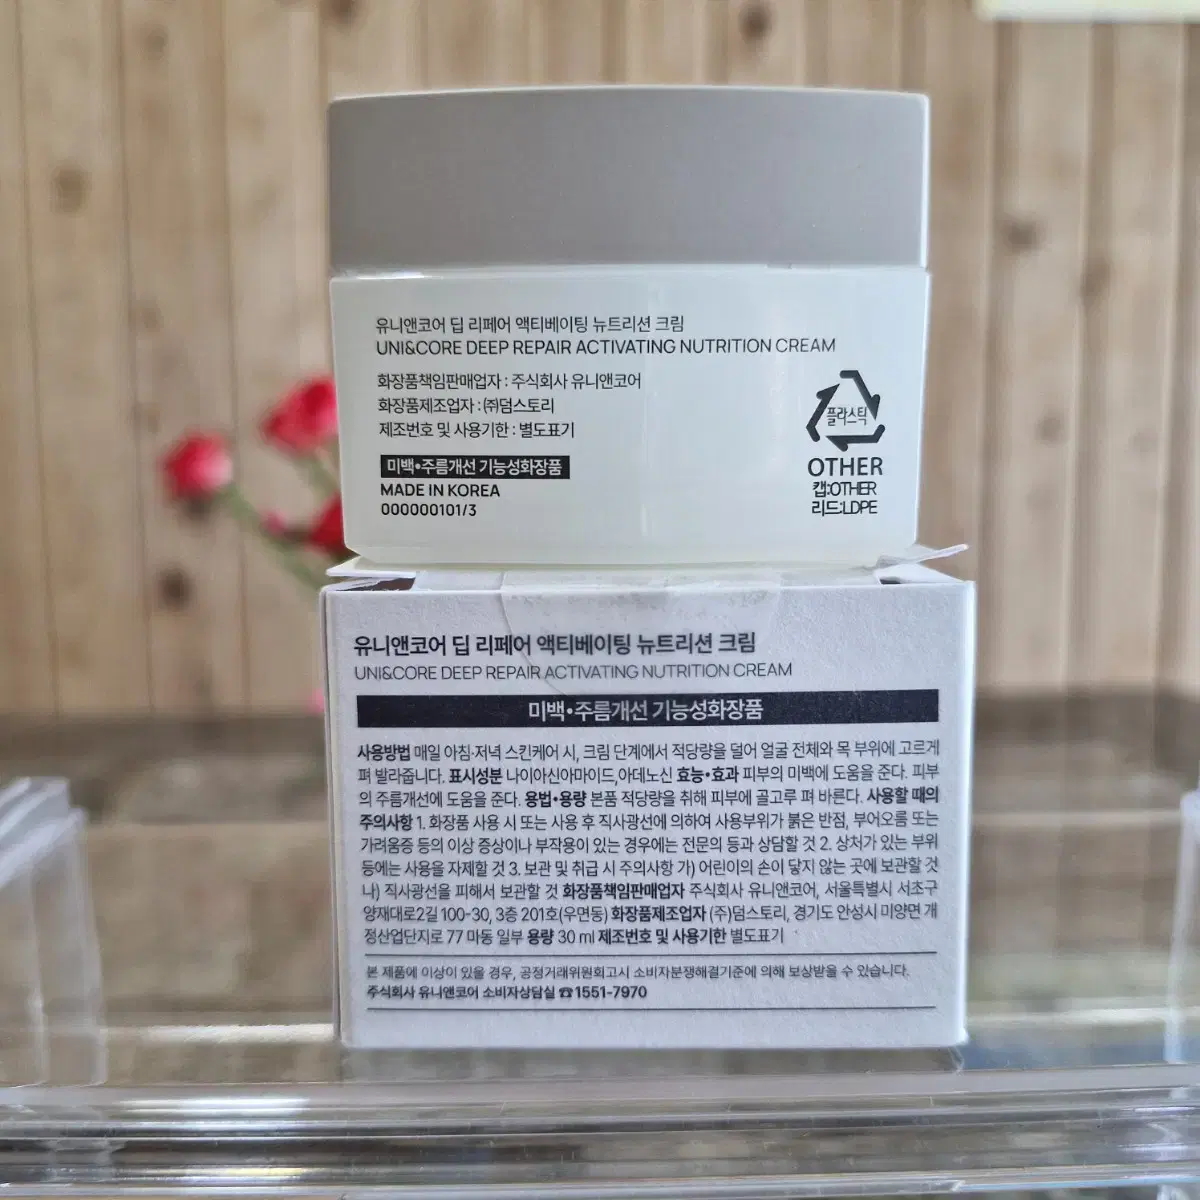 유니앤코어 딥 리페어 액티베이팅 뉴트리션 크림
UNI&CORE DEEP REPAIR ACTIVATING NUTRITION CREAM
화장품책임판매업자 : 주식회사 유니앤코어
화장품제조업자 : ㈜덤스토리
제조번호 및 사용기한 : 별도표기
미백•주름개선 기능성화장품
MADE IN KOREA
000000101/3
플라스틱
OTHER
캡:OTHER
리드:LDPE
유니앤코어 딥 리페어 액티베이팅 뉴트리션 크림
UNI&CORE DEEP REPAIR ACTIVATING NUTRITION CREAM
미백•주름개선 기능성화장품
사용방법 매일 아침·저녁 스킨케어 시, 크림 단계에서 적당량을 덜어 얼굴 전체와 목 부위에 고르게
펴 발라줍니다. 표시성분 나이아신아마이드,아데노신 효능•효과 피부의 미백에 도움을 준다. 피부
의 주름개선에 도움을 준다. 용법•용량 본품 적당량을 취해 피부에 골고루 펴 바른다. 사용할 때의
주의사항 1. 화장품 사용 시 또는 사용 후 직사광선에 의하여 사용부위가 붉은 반점, 부어오름 또는
가려움증 등의 이상 증상이나 부작용이 있는 경우에는 전문의 등과 상담할 것 2. 상처가 있는 부위
등에는 사용을 자제할 것 3. 보관 및 취급 시 주의사항 가) 어린이의 손이 닿지 않는 곳에 보관할 것
나) 직사광선을 피해서 보관할 것 화장품책임판매업자 주식회사 유니앤코어, 서울특별시 서초구
양재대로2길 100-30, 3층 201호(우면동) 화장품제조업자 (주)덤스토리, 경기도 안성시 미양면 개
정산업단지로 77 마동 일부 용량 30 ml 제조번호 및 사용기한 별도표기
본 제품에 이상이 있을 경우, 공정거래위원회고시 소비자분쟁해결기준에 의해 보상받을 수 있습니다.
주식회사 유니앤코어 소비자상담실 ☎1551-7970